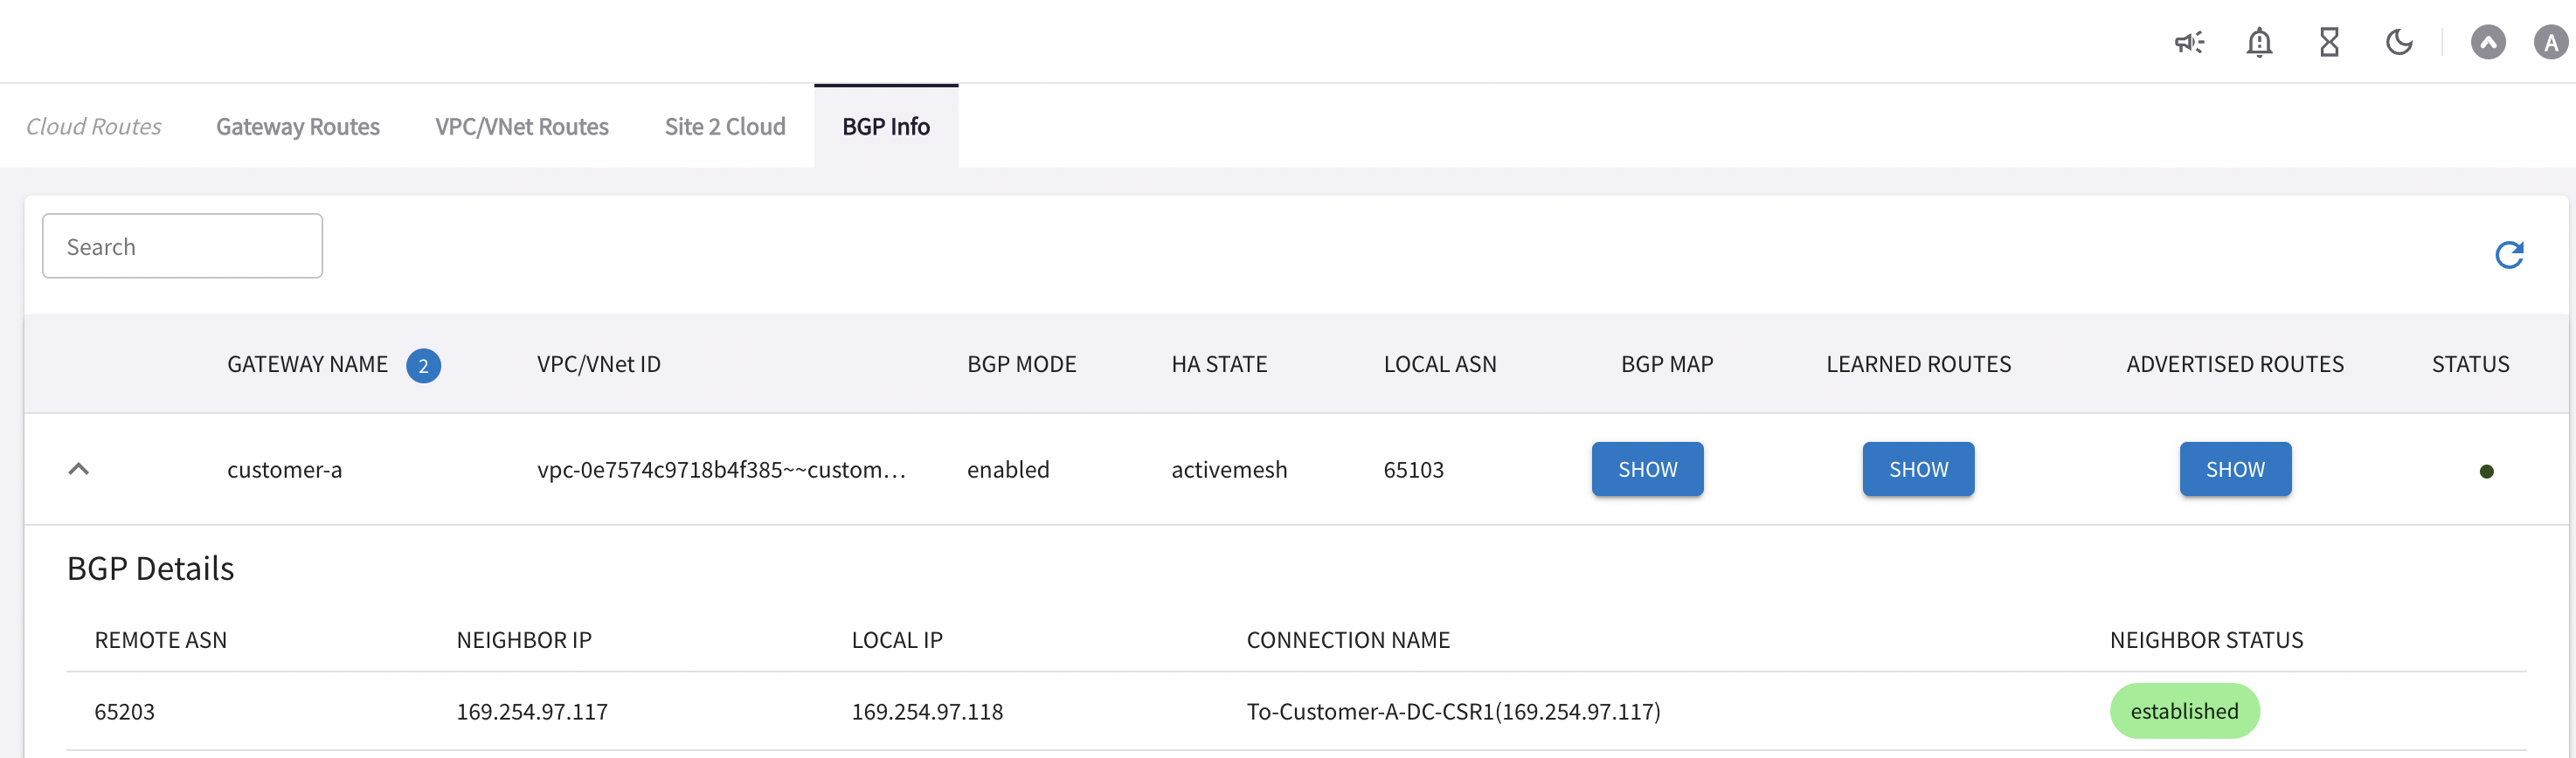 A
Cloud Routes Gateway Routes VPC/VNet Routes Site 2 Cloud BGP Info
Search
GATEWAY NAME 2 VPC/VNet ID BGP MODE HA STATE LOCAL ASN BGP MAP LEARNED ROUTES ADVERTISED ROUTES STATUS
customer-a vpc-0e7574c9718b4f385~~custom... enabled activemesh 65103 SHOW SHOW SHOW
BGP Details
REMOTE ASN NEIGHBOR IP LOCAL IP CONNECTION NAME NEIGHBOR STATUS
65203 169.254.97.117 169.254.97.118 To-Customer-A-DC-CSR1(169.254.97.117) established